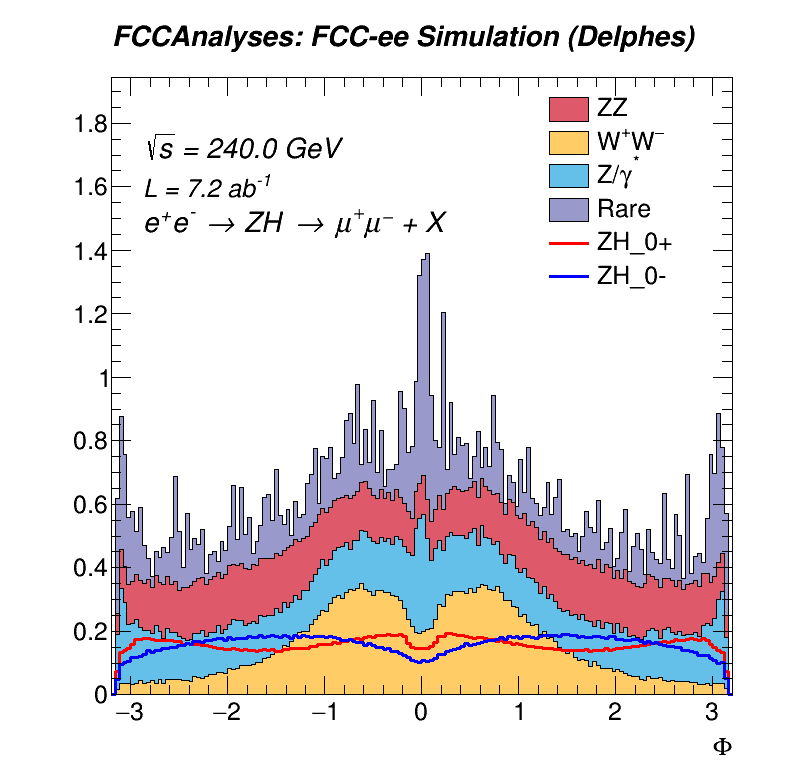 FCCAnalyses: FCC-ee Simulation (Delphes)
√s = 240.0 GeV
L = 7.2 ab⁻¹
e⁺e⁻ → ZH → μ⁺μ⁻ + X
ZZ
W⁺W⁻
Z/γ*
Rare
ZH_0+
ZH_0-
1.8
1.6
1.4
1.2
1
0.8
0.6
0.4
0.2
0
−3 −2 −1 0 1 2 3
Φ